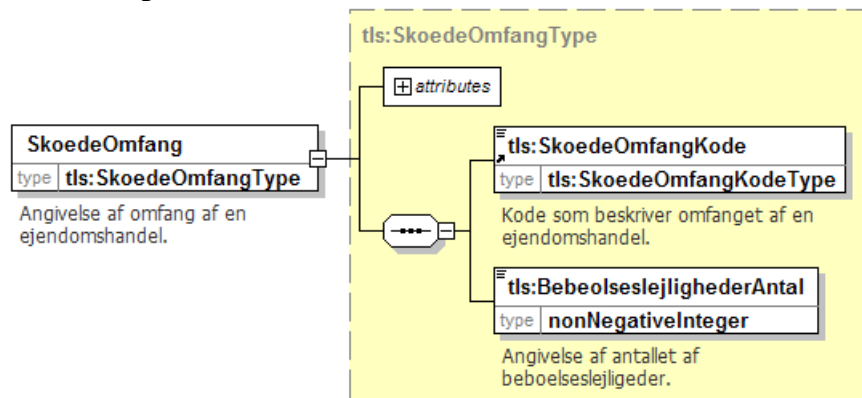 tls:SkoedeOmfangType
attributes
SkoedeOmfang
type tls:SkoedeOmfangType
Angivelse af omfang af en
ejendomshandel.
tls:SkoedeOmfangKode
type tls:SkoedeOmfangKodeType
Kode som beskriver omfanget af en
ejendomshandel.
tls:BebeolseslejlighederAntal
type nonNegativeInteger
Angivelse af antallet af
beboelseslejligeder.